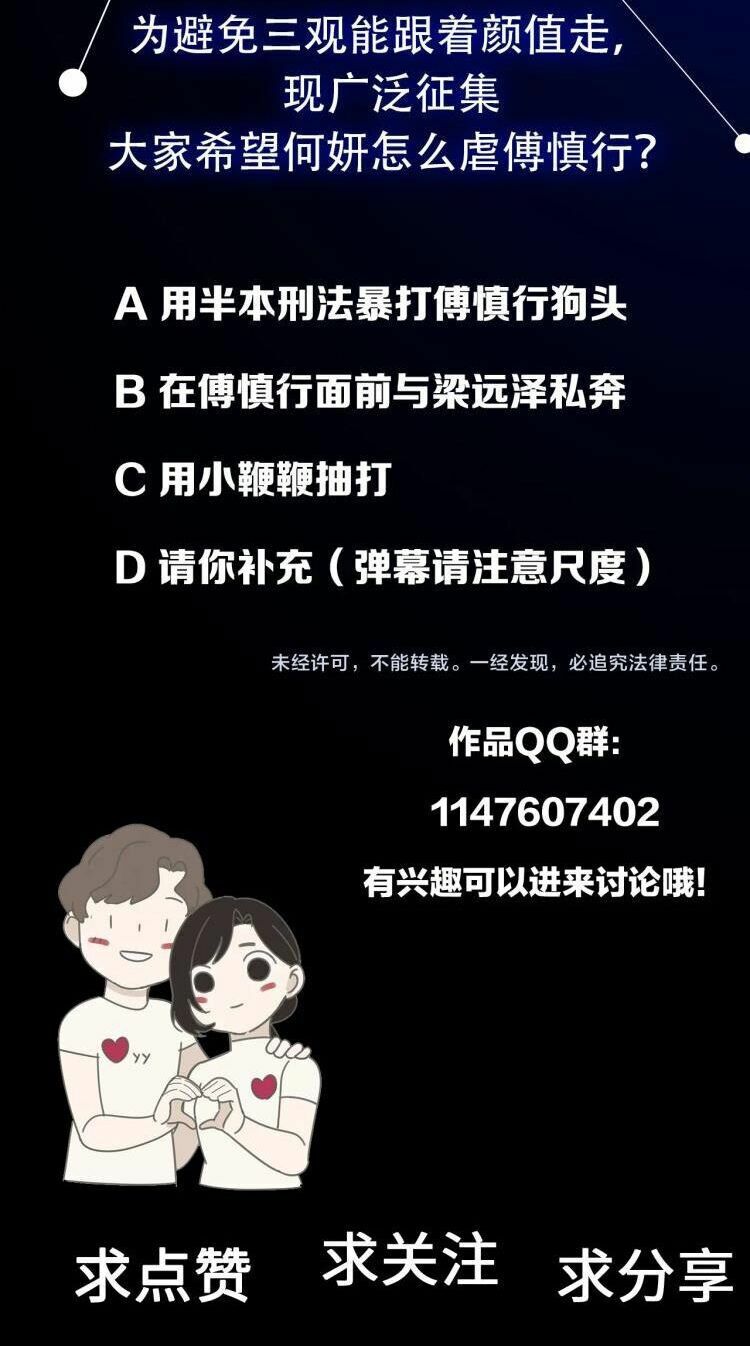 为避免三观能跟着颜值走,
现广泛征集
大家希望何妍怎么虐傅慎行?
A 用半本刑法暴打傅慎行狗头
B 在傅慎行面前与梁远泽私奔
C 用小鞭鞭抽打
D 请你补充（弹幕请注意尺度）
未经许可，不能转载。一经发现，必追究法律责任。
作品QQ群:
1147607402
有兴趣可以进来讨论哦!
YY
求点赞 求关注 求分享